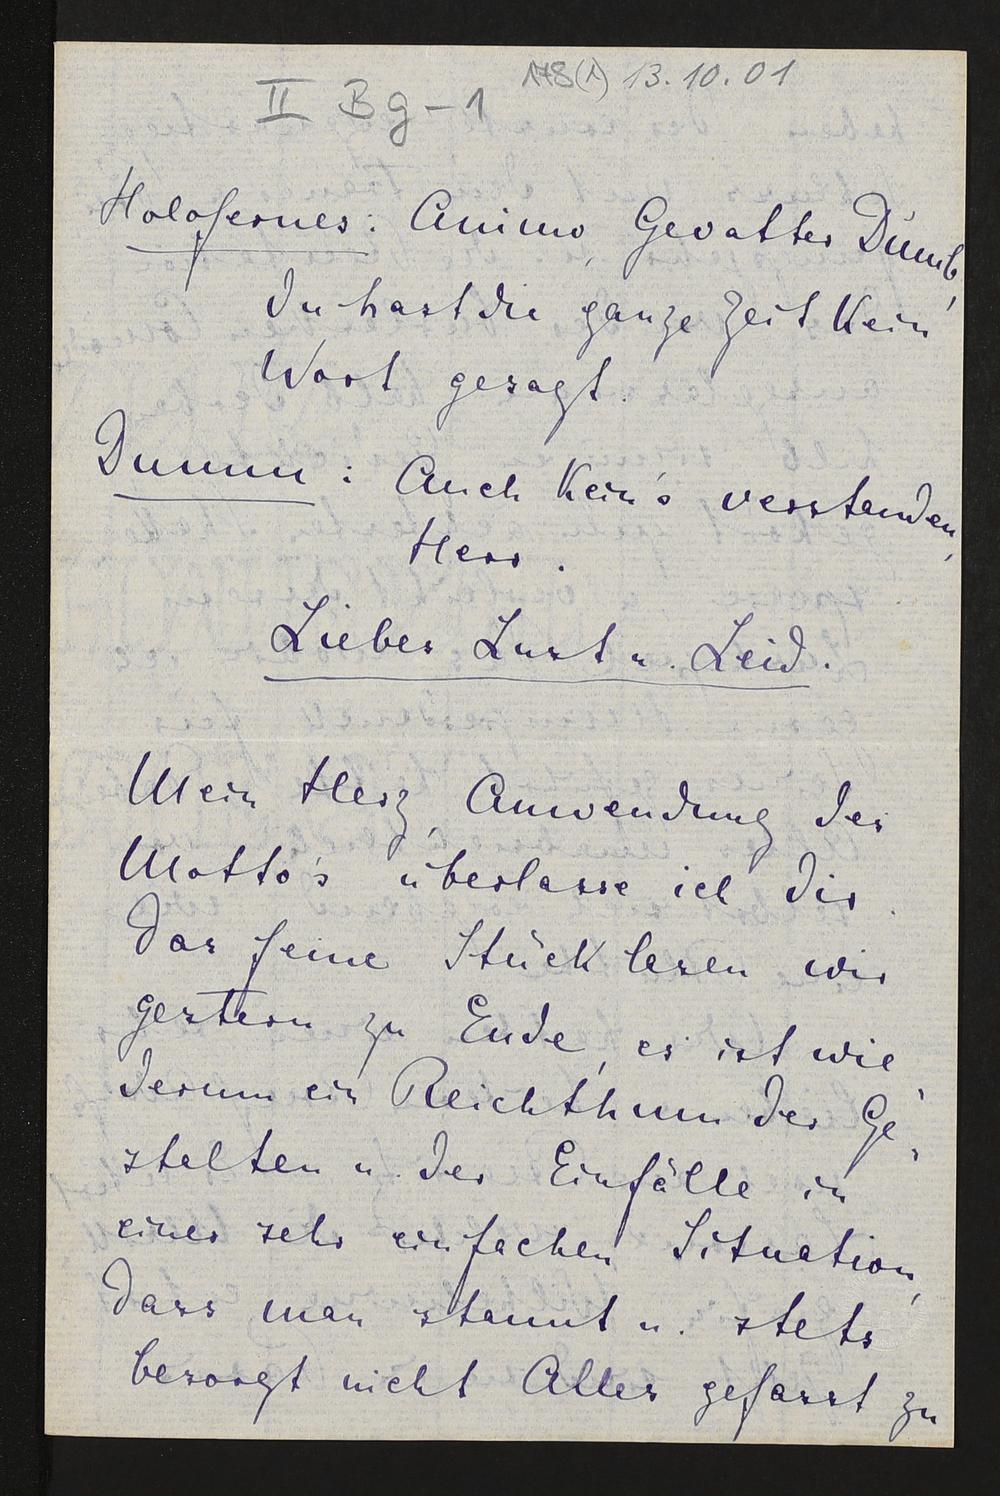 178(1) 13.10.01
II Bg-1
Holofernes: Animo, Gevatter Dumb,
du hast die ganze Zeit kein
Wort gesagt.
Dumm: Auch kein's verstanden,
Herr.
Liebes Lust u. Leid.
Mein Herz, Anwendung des
Motto's überlasse ich dir.
Das feine Stück lesen wir
gestern zu Ende, es ist wie
derum ein Reichthum der Ge-
stalten u. der Einfälle in
einer sehr einfachen Situation,
dass man staunt u. stets
besorgt nicht Alles gefasst zu